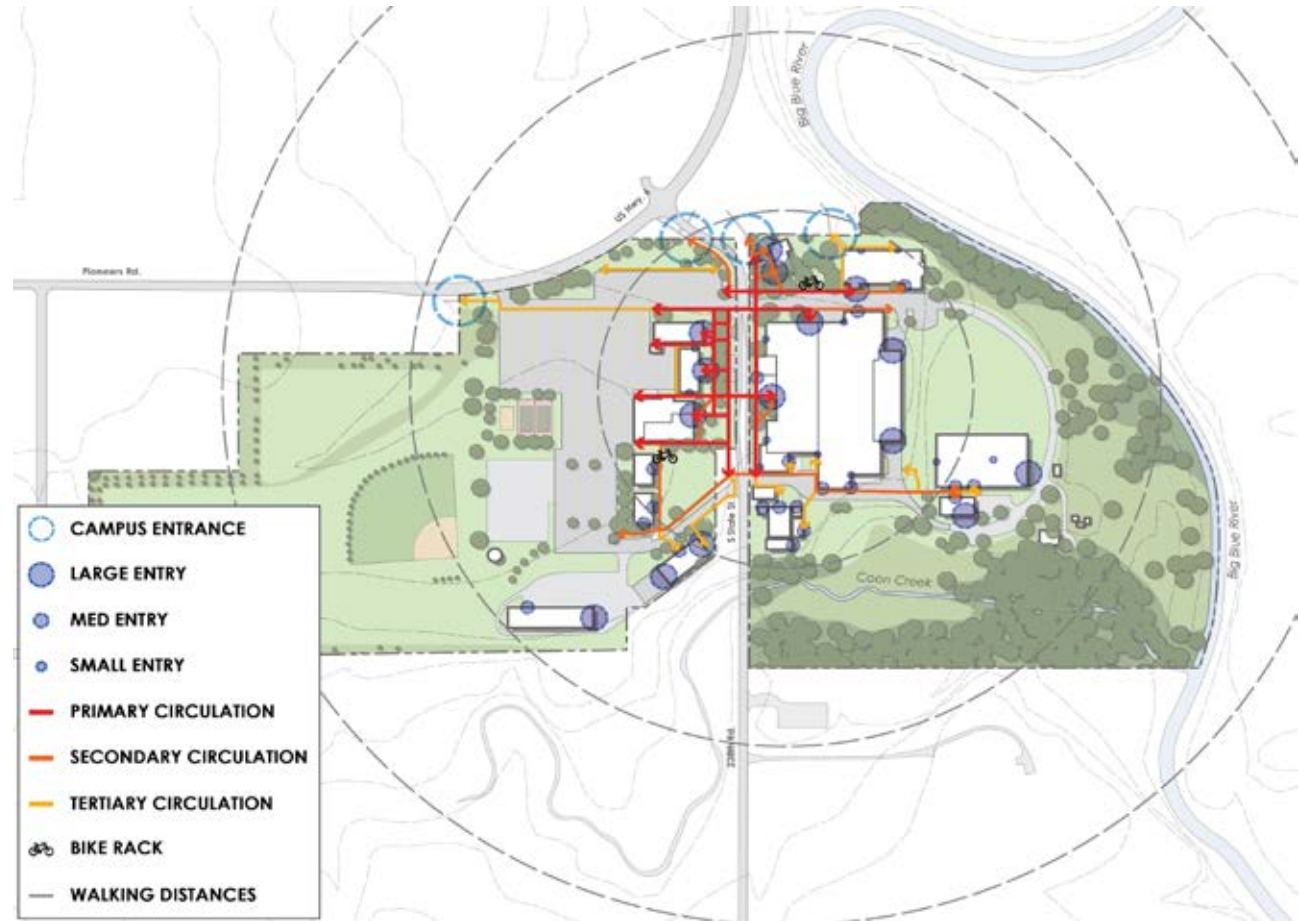 Big Blue River
US Hwy
Pioneers Rd.
S State St
Coon Creek
Big Blue River
CAMPUS ENTRANCE
LARGE ENTRY
MED ENTRY
SMALL ENTRY
PRIMARY CIRCULATION
SECONDARY CIRCULATION
TERTIARY CIRCULATION
BIKE RACK
WALKING DISTANCES